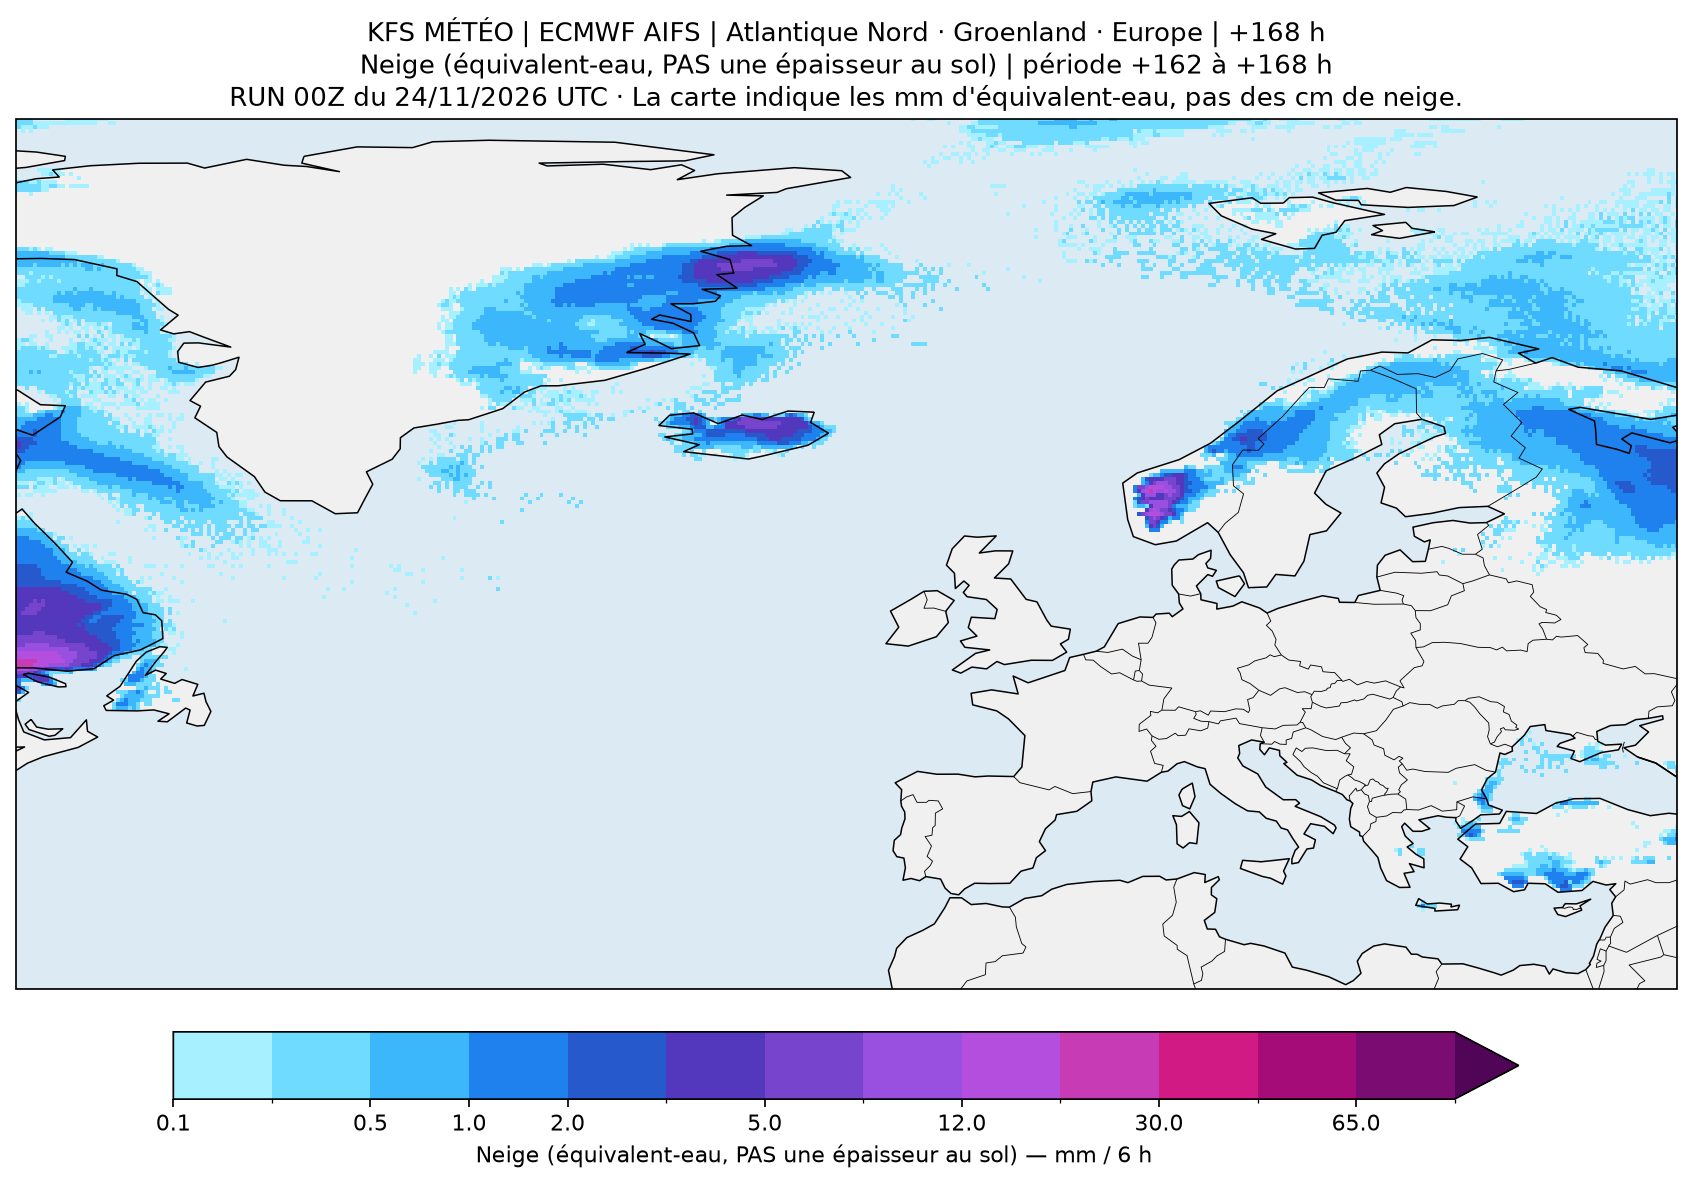 KFS MÉTÉO | ECMWF AIFS | Atlantique Nord · Groenland · Europe | +168 h
Neige (équivalent-eau, PAS une épaisseur au sol) | période +162 à +168 h
RUN 00Z du 24/11/2026 UTC · La carte indique les mm d'équivalent-eau, pas des cm de neige.
0.1 0.5 1.0 2.0 5.0 12.0 30.0 65.0
Neige (équivalent-eau, PAS une épaisseur au sol) — mm / 6 h